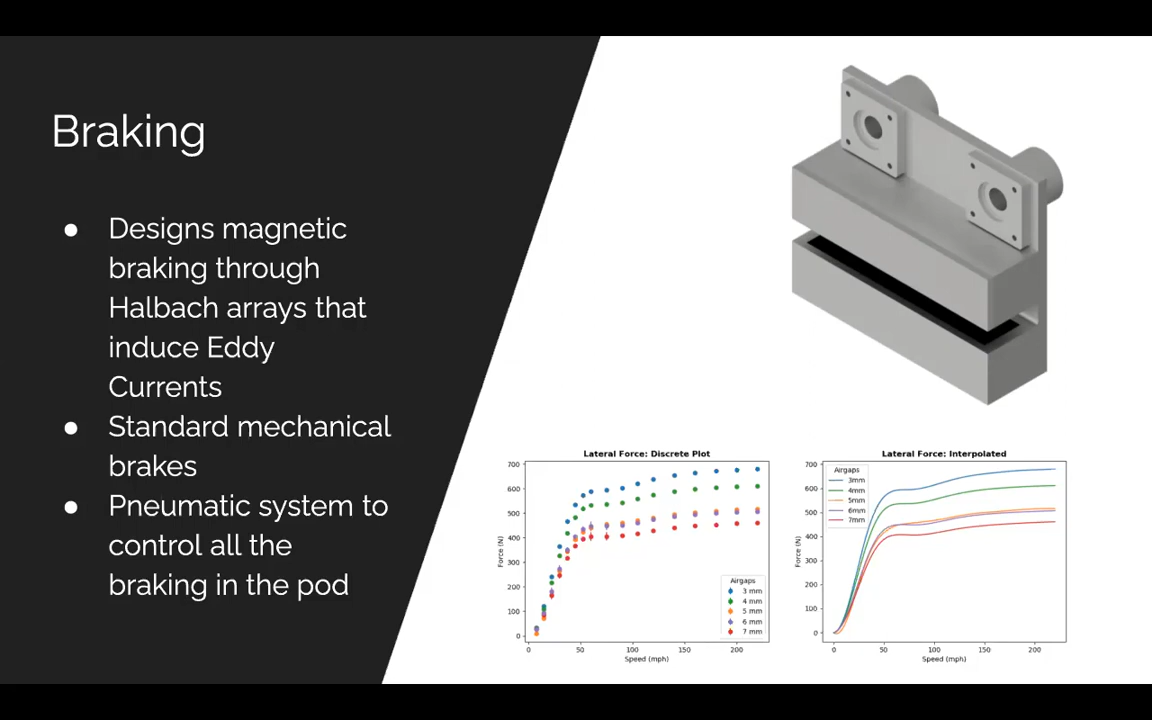 Braking
● Designs magnetic
braking through
Halbach arrays that
induce Eddy
Currents
● Standard mechanical
brakes
● Pneumatic system to
control all the
braking in the pod
Lateral Force: Discrete Plot
700
600
500
400
300
200
100
0
Force (N)
0
50
100
150
200
Speed (mph)
Airgaps
3 mm
4 mm
5 mm
6 mm
7 mm
Lateral Force: Interpolated
700
600
500
400
300
200
100
0
Force (N)
0
50
100
150
200
Speed (mph)
Airgaps
3mm
4mm
5mm
6mm
7mm